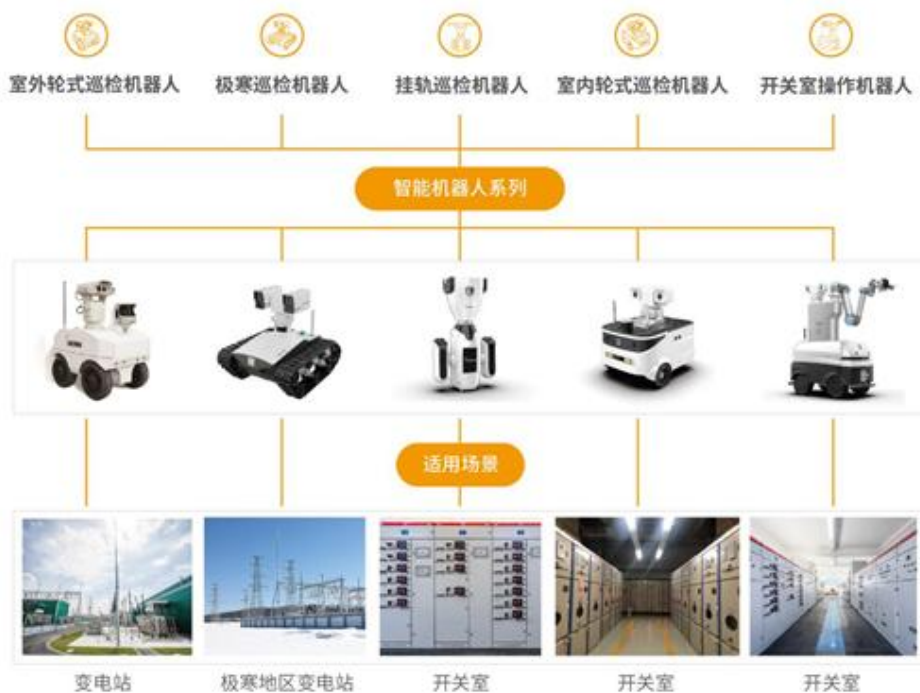 室外轮式巡检机器人
极寒巡检机器人
挂轨巡检机器人
室内轮式巡检机器人
开关室操作机器人
智能机器人系列
适用场景
变电站
极寒地区变电站
开关室
开关室
开关室